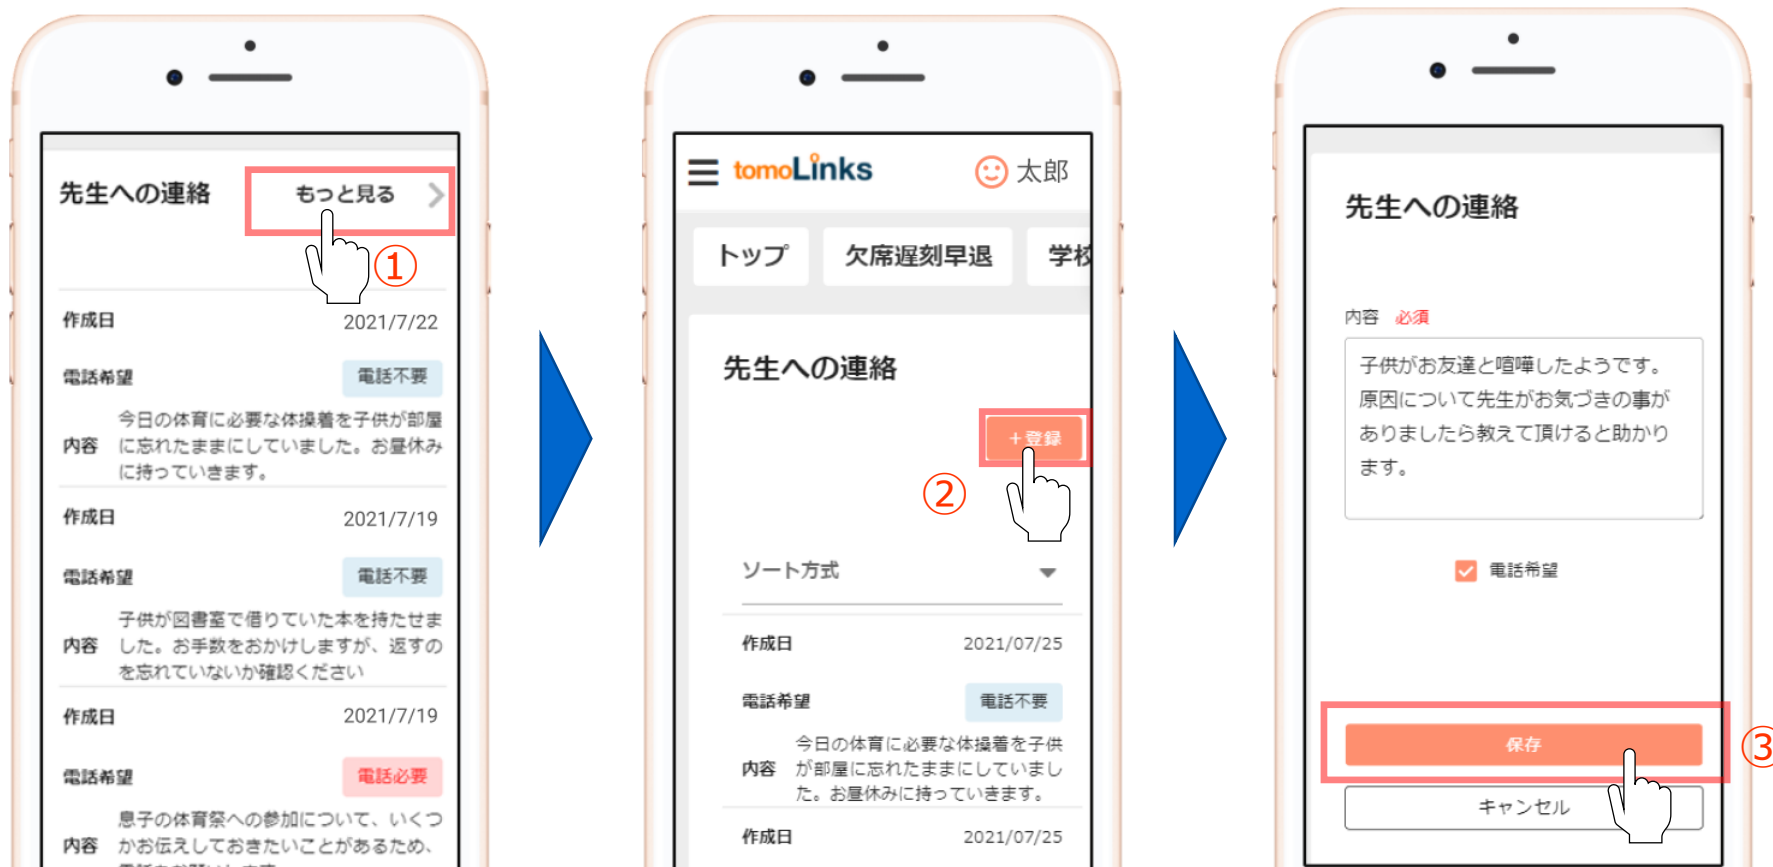 先生への連絡
もっと見る
①
作成日
2021/7/22
電話希望
電話不要
内容
今日の体育に必要な体操着を子供が部屋
に忘れたままにしていました。お昼休み
に持っていきます。
作成日
2021/7/19
電話希望
電話不要
内容
子供が図書室で借りていた本を持たせま
した。お手数をおかけしますが、返すの
を忘れていないか確認ください
作成日
2021/7/19
電話希望
電話必要
内容
息子の体育祭への参加について、いくつ
かお伝えしておきたいことがあるため、
tomoLinks
太郎
トップ
欠席遅刻早退
学校
先生への連絡
+登録
②
ソート方式
作成日
2021/07/25
電話希望
電話不要
内容
今日の体育に必要な体操着を子供
が部屋に忘れたままにしていまし
た。お昼休みに持っていきます。
作成日
2021/07/25
先生への連絡
内容 必須
子供がお友達と喧嘩したようです。
原因について先生がお気づきの事が
ありましたら教えて頂けると助かり
ます。
電話希望
保存
③
キャンセル